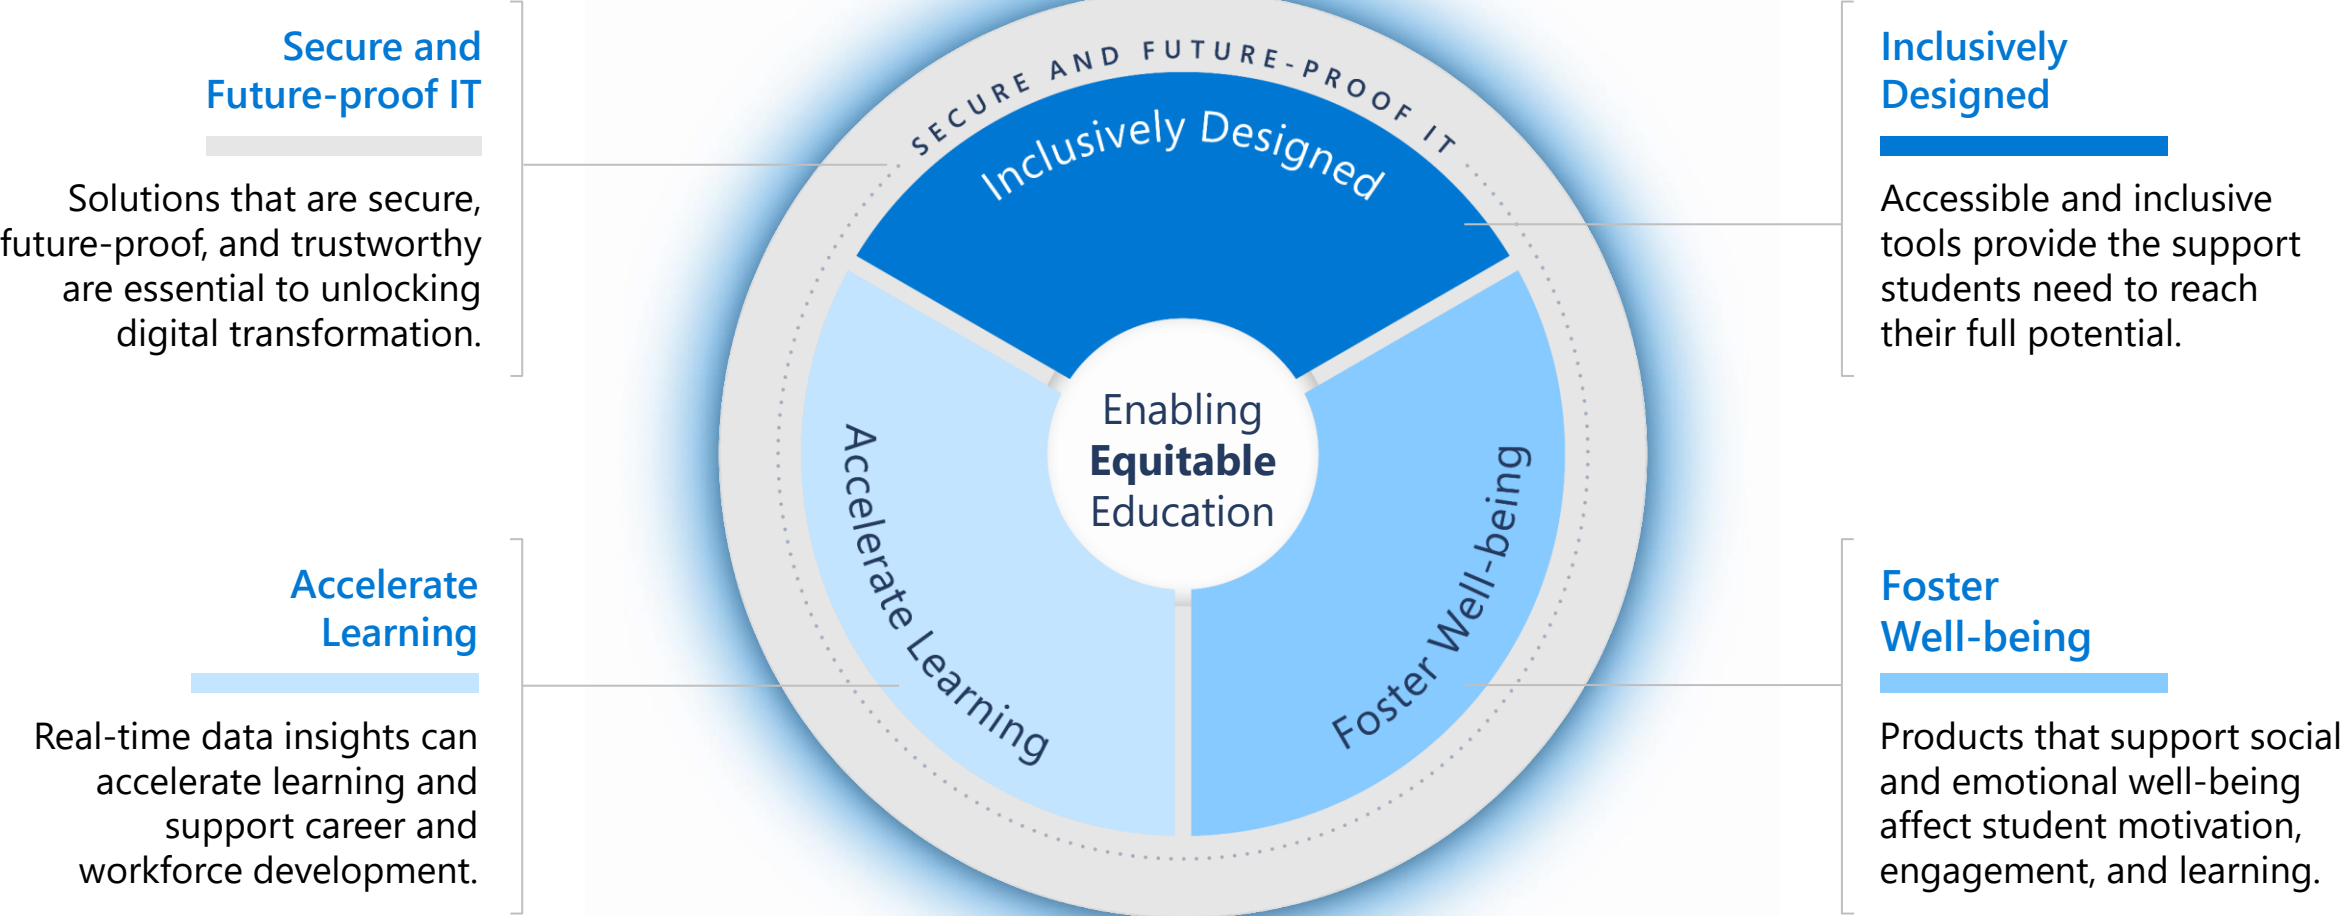 Secure and
Future-proof IT
Solutions that are secure,
future-proof, and trustworthy
are essential to unlocking
digital transformation.
Accelerate
Learning
Real-time data insights can
accelerate learning and
support career and
workforce development.
SECURE AND FUTURE-PROOF IT
Inclusively Designed
Enabling
Equitable
Education
Accelerate Learning
Foster Well-being
Inclusively
Designed
Accessible and inclusive
tools provide the support
students need to reach
their full potential.
Foster
Well-being
Products that support social
and emotional well-being
affect student motivation,
engagement, and learning.